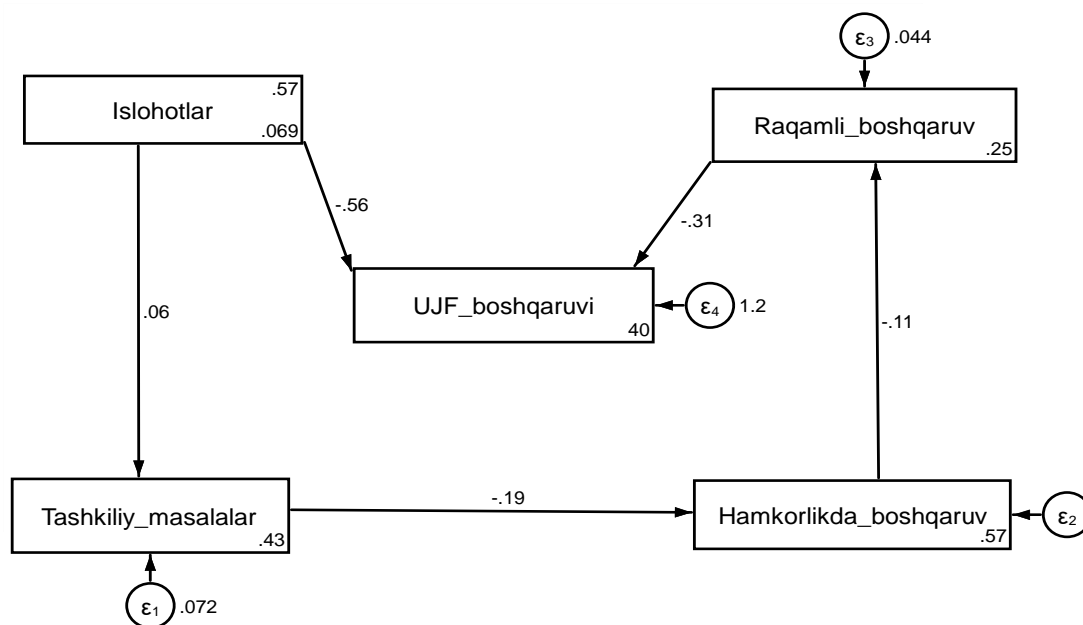 ε3 .044
.57
Islohotlar
.069
Raqamli_boshqaruv
.25
-.56
-.31
UJF_boshqaruvi
40
ε4 1.2
.06
-.11
Tashkiliy_masalalar
.43
-.19
Hamkorlikda_boshqaruv
.57
ε2
ε1 .072